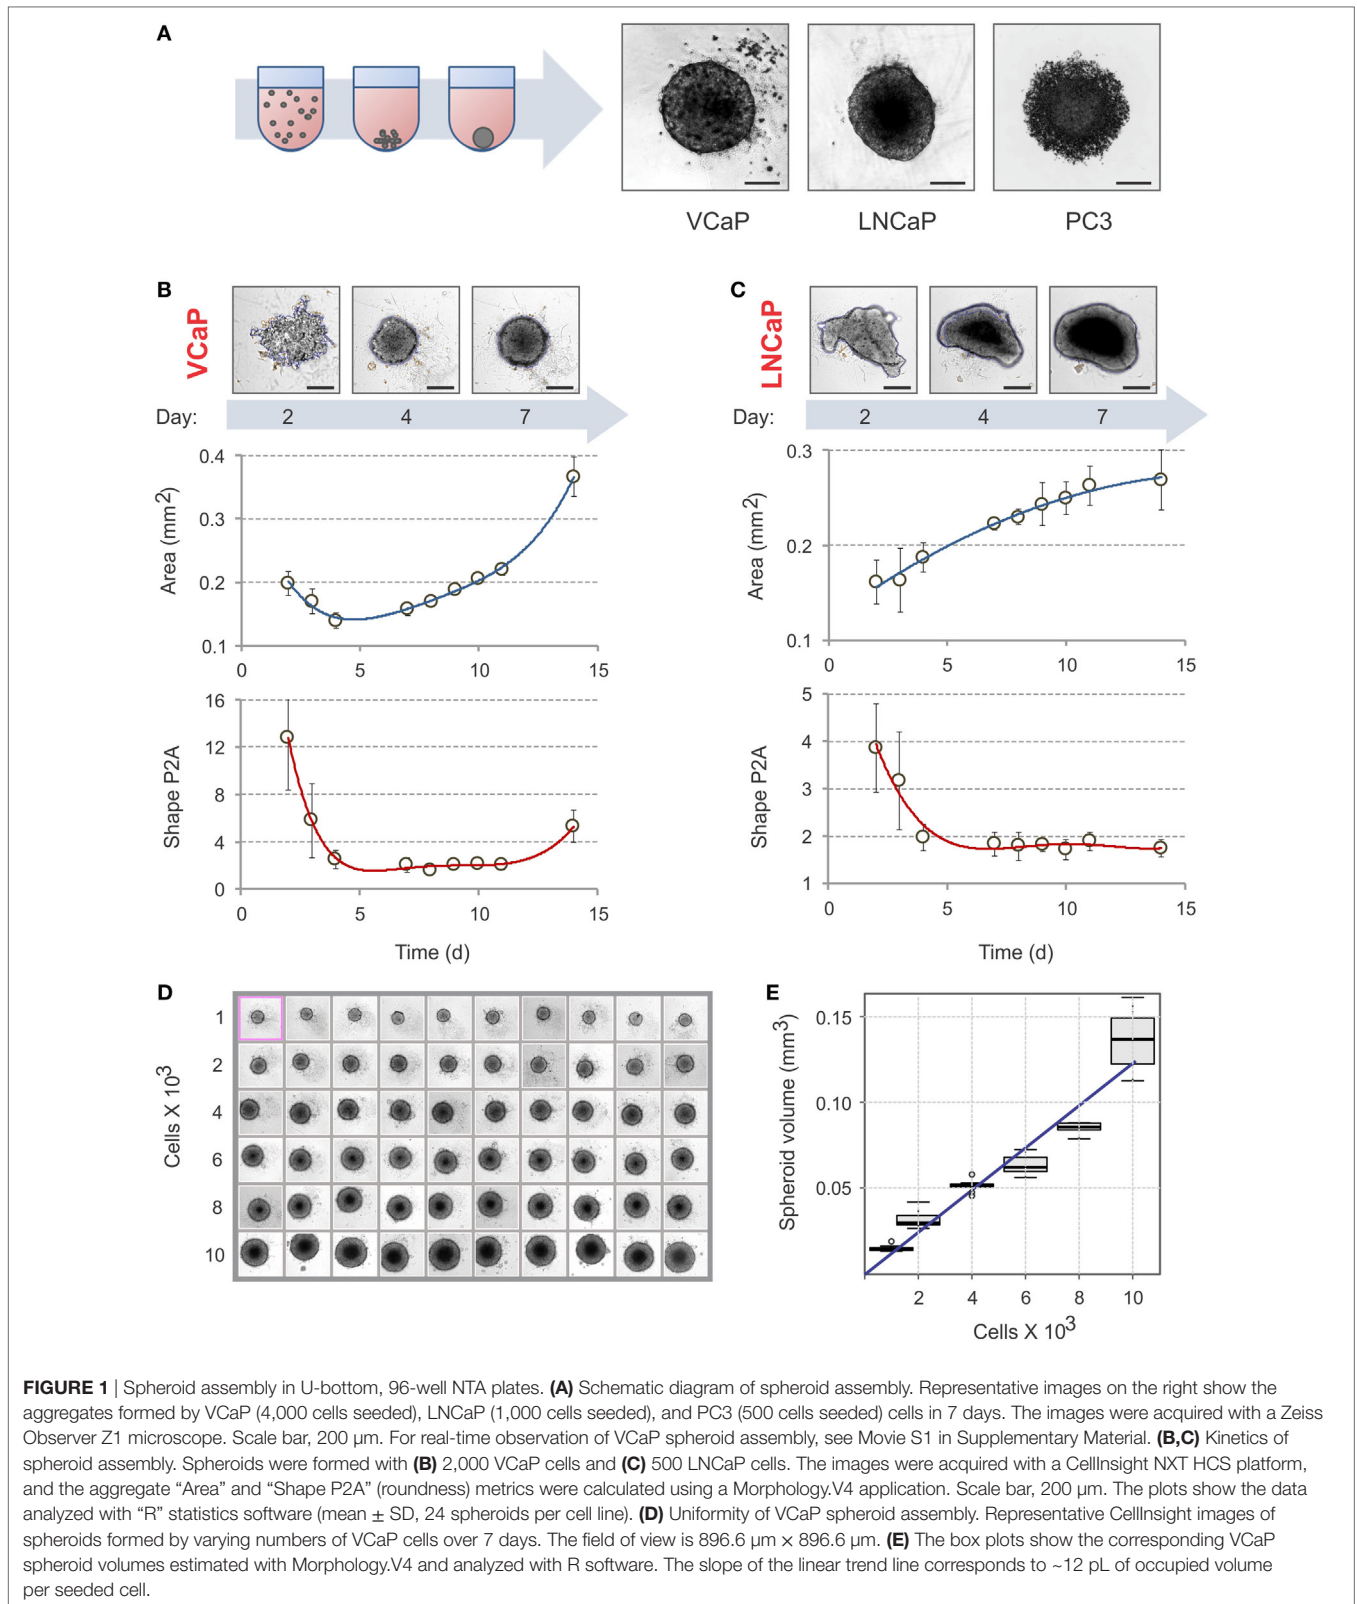 A
VCaP
LNCaP
PC3
B
VCaP
Day:
2
4
7
Area (mm2)
0.4
0.3
0.2
0.1
0
5
10
15
Shape P2A
16
12
8
4
0
0
5
10
15
Time (d)
C
LNCaP
Day:
2
4
7
Area (mm2)
0.3
0.2
0.1
0
5
10
15
Shape P2A
5
4
3
2
1
0
5
10
15
Time (d)
D
Cells X 103
1
2
4
6
8
10
E
Spheroid volume (mm3)
0.15
0.10
0.05
2
4
6
8
10
Cells X 103
FIGURE 1 | Spheroid assembly in U-bottom, 96-well NTA plates. (A) Schematic diagram of spheroid assembly. Representative images on the right show the
aggregates formed by VCaP (4,000 cells seeded), LNCaP (1,000 cells seeded), and PC3 (500 cells seeded) cells in 7 days. The images were acquired with a Zeiss
Observer Z1 microscope. Scale bar, 200 µm. For real-time observation of VCaP spheroid assembly, see Movie S1 in Supplementary Material. (B,C) Kinetics of
spheroid assembly. Spheroids were formed with (B) 2,000 VCaP cells and (C) 500 LNCaP cells. The images were acquired with a CellInsight NXT HCS platform,
and the aggregate “Area” and “Shape P2A” (roundness) metrics were calculated using a Morphology.V4 application. Scale bar, 200 µm. The plots show the data
analyzed with “R” statistics software (mean ± SD, 24 spheroids per cell line). (D) Uniformity of VCaP spheroid assembly. Representative CellInsight images of
spheroids formed by varying numbers of VCaP cells over 7 days. The field of view is 896.6 µm × 896.6 µm. (E) The box plots show the corresponding VCaP
spheroid volumes estimated with Morphology.V4 and analyzed with R software. The slope of the linear trend line corresponds to ~12 pL of occupied volume
per seeded cell.